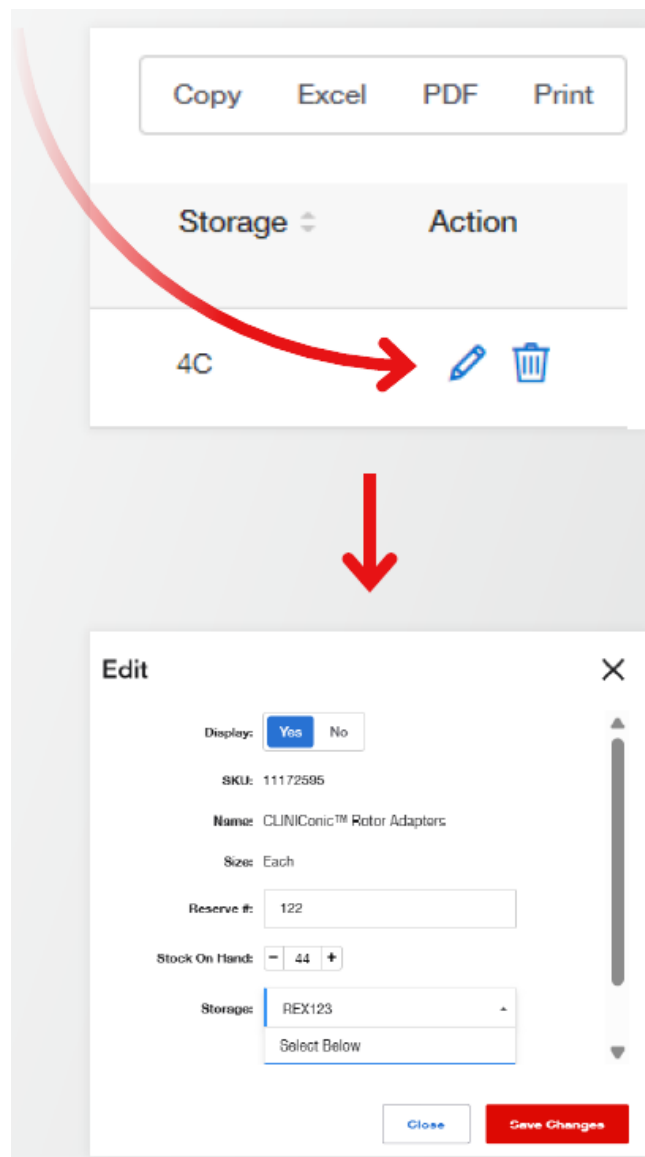 Copy Excel PDF Print
Storage Action
4C
Edit
Display: Yes No
SKU: 11172595
Name: CLINIConic™ Rotor Adapters
Size: Each
Reserve #: 122
Stock On Hand: - 44 +
Storage: REX123
Select Below
Close Save Changes